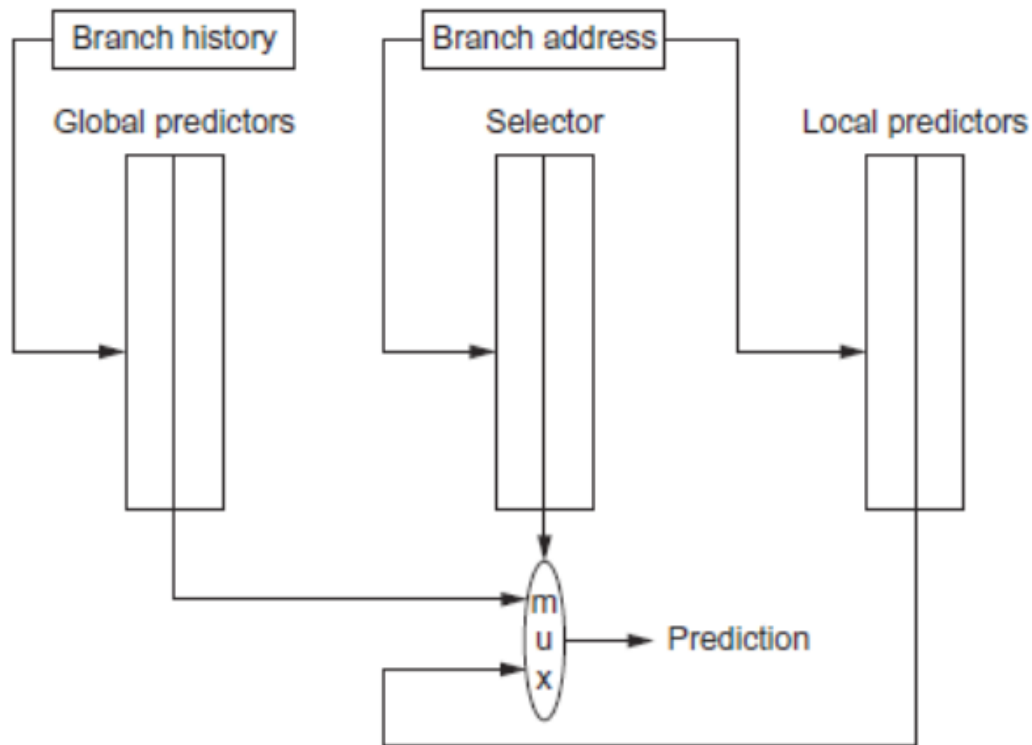 Branch history
Branch address
Global predictors
Selector
Local predictors
m
u
x
Prediction